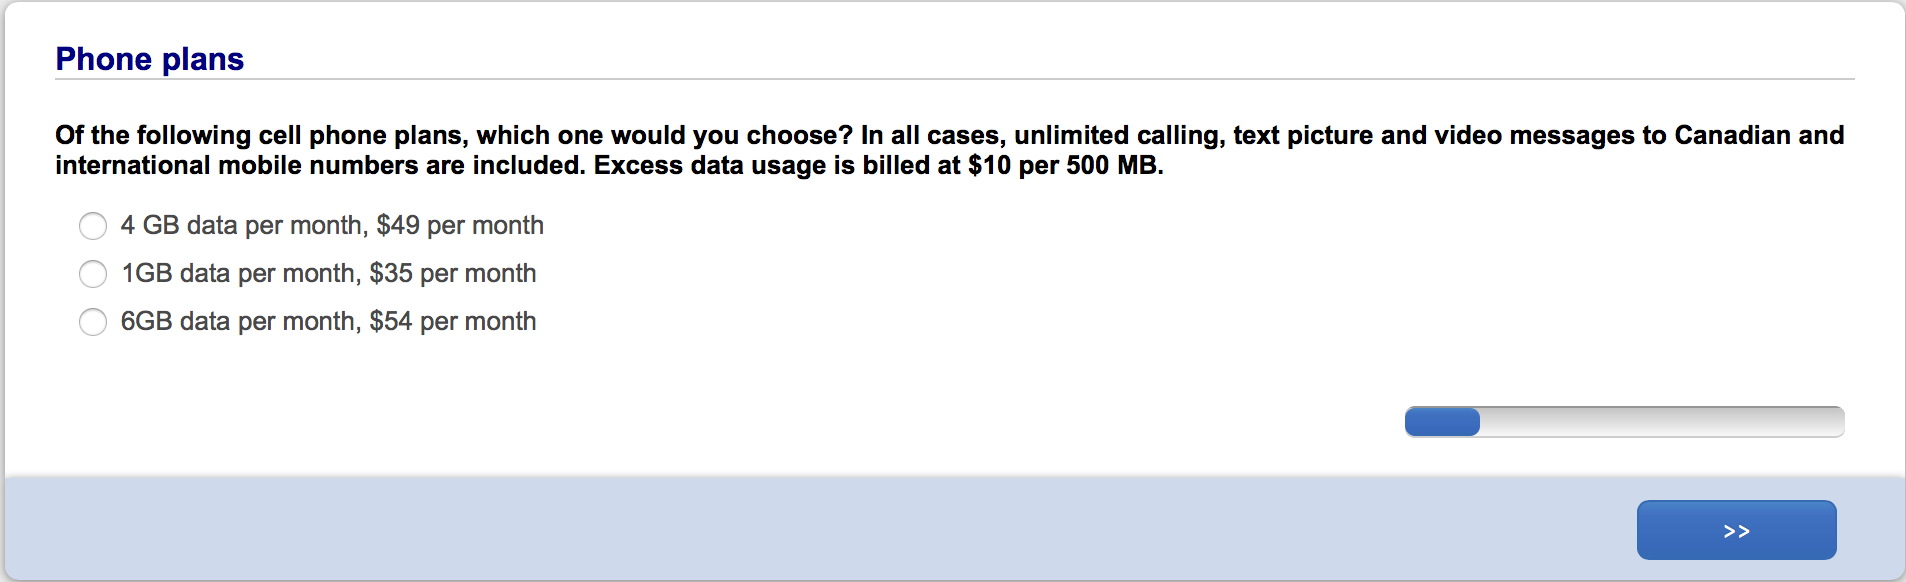 Phone plans
Of the following cell phone plans, which one would you choose? In all cases, unlimited calling, text picture and video messages to Canadian and
international mobile numbers are included. Excess data usage is billed at $10 per 500 MB.
4 GB data per month, $49 per month
1GB data per month, $35 per month
6GB data per month, $54 per month
>>